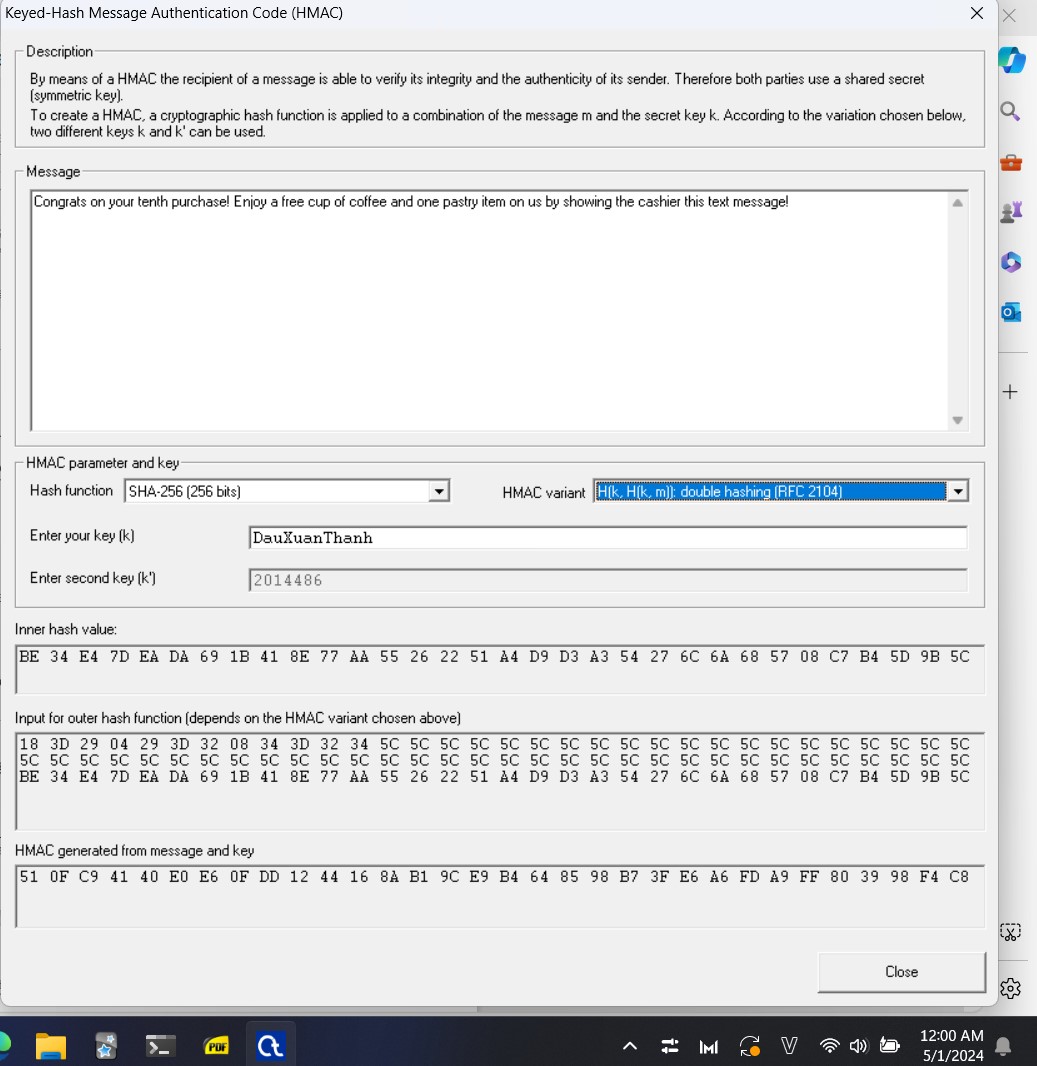 Keyed-Hash Message Authentication Code (HMAC)
Description
By means of a HMAC the recipient of a message is able to verify its integrity and the authenticity of its sender. Therefore both parties use a shared secret
(symmetric key).
To create a HMAC, a cryptographic hash function is applied to a combination of the message m and the secret key k. According to the variation chosen below,
two different keys k and k' can be used.
Message
Congrats on your tenth purchase! Enjoy a free cup of coffee and one pastry item on us by showing the cashier this text message!
HMAC parameter and key
Hash function SHA-256 (256 bits) HMAC variant H(k, H(k, m)): double hashing (RFC 2104)
Enter your key (k) DauXuanThanh
Enter second key (k') 2014486
Inner hash value:
BE 34 E4 7D EA DA 69 1B 41 8E 77 AA 55 26 22 51 A4 D9 D3 A3 54 27 6C 6A 68 57 08 C7 B4 5D 9B 5C
Input for outer hash function (depends on the HMAC variant chosen above)
18 3D 29 04 29 3D 32 08 34 3D 32 34 5C 5C 5C 5C 5C 5C 5C 5C 5C 5C 5C 5C 5C 5C 5C 5C 5C 5C 5C 5C
5C 5C 5C 5C 5C 5C 5C 5C 5C 5C 5C 5C 5C 5C 5C 5C 5C 5C 5C 5C 5C 5C 5C 5C 5C 5C 5C 5C 5C 5C 5C 5C
BE 34 E4 7D EA DA 69 1B 41 8E 77 AA 55 26 22 51 A4 D9 D3 A3 54 27 6C 6A 68 57 08 C7 B4 5D 9B 5C
HMAC generated from message and key
51 0F C9 41 40 E0 E6 0F DD 12 44 16 8A B1 9C E9 B4 64 85 98 B7 3F E6 A6 FD A9 FF 80 39 98 F4 C8
Close
PDF
12:00 AM
5/1/2024